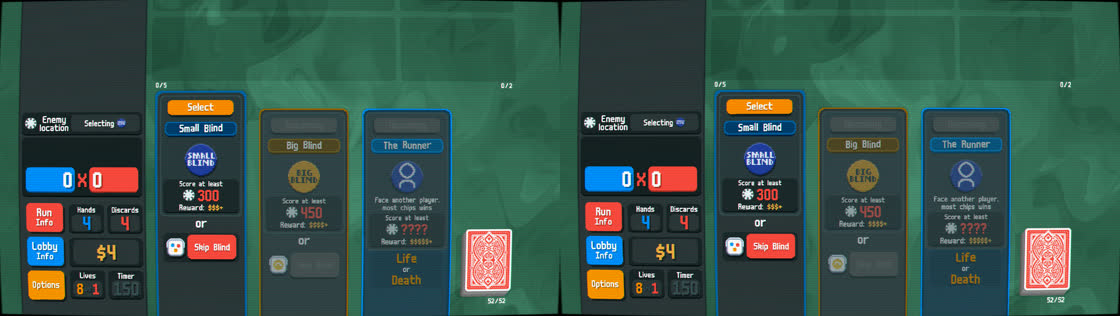 0/5
0/2
Select
Small Blind
SMALL BLIND
Score at least
300
Reward: $$$+
or
Skip Blind
Big Blind
BIG BLIND
Score at least
450
Reward: $$$$+
or
The Runner
Face another player,
most chips wins
Score at least
????
Reward: $$$$$+
Life
or
Death
Enemy location
Selecting
0 X 0
Run Info
Hands
4
Discards
4
Lobby Info
$4
Options
Lives
8 1
Timer
150
52/52
0/5
0/2
Select
Small Blind
SMALL BLIND
Score at least
300
Reward: $$$+
or
Skip Blind
Big Blind
BIG BLIND
Score at least
450
Reward: $$$$+
or
The Runner
Face another player,
most chips wins
Score at least
????
Reward: $$$$$+
Life
or
Death
Enemy location
Selecting
0 X 0
Run Info
Hands
4
Discards
4
Lobby Info
$4
Options
Lives
8 1
Timer
150
52/52